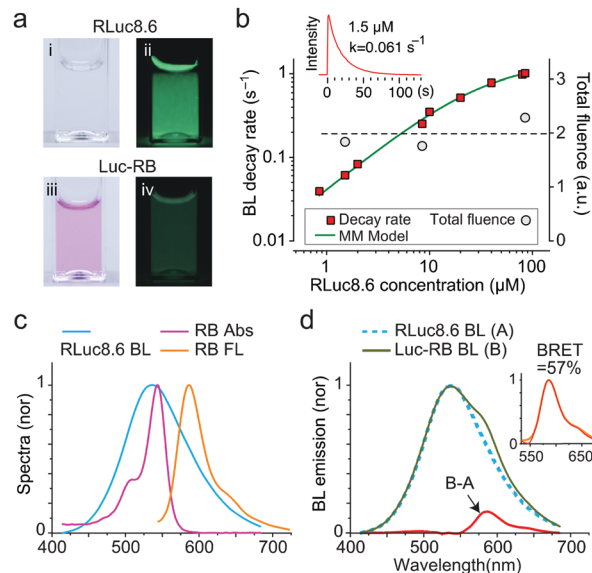 a
RLuc8.6
i
ii
Luc-RB
iii
iv
b
1.5 µM
k=0.061 s⁻¹
Intensity
0 50 100 (s)
BL decay rate (s⁻¹)
1
0.1
0.01
Total fluence (a.u.)
3
2
1
0
Decay rate
Total fluence
MM Model
1 10 100
RLuc8.6 concentration (µM)
c
RLuc8.6 BL
RB Abs
RB FL
Spectra (nor)
1
0
400 500 600 700
d
RLuc8.6 BL (A)
Luc-RB BL (B)
BRET
=57%
1
0
550 650
BL emission (nor)
1
0
B-A
400 500 600 700
Wavelength(nm)